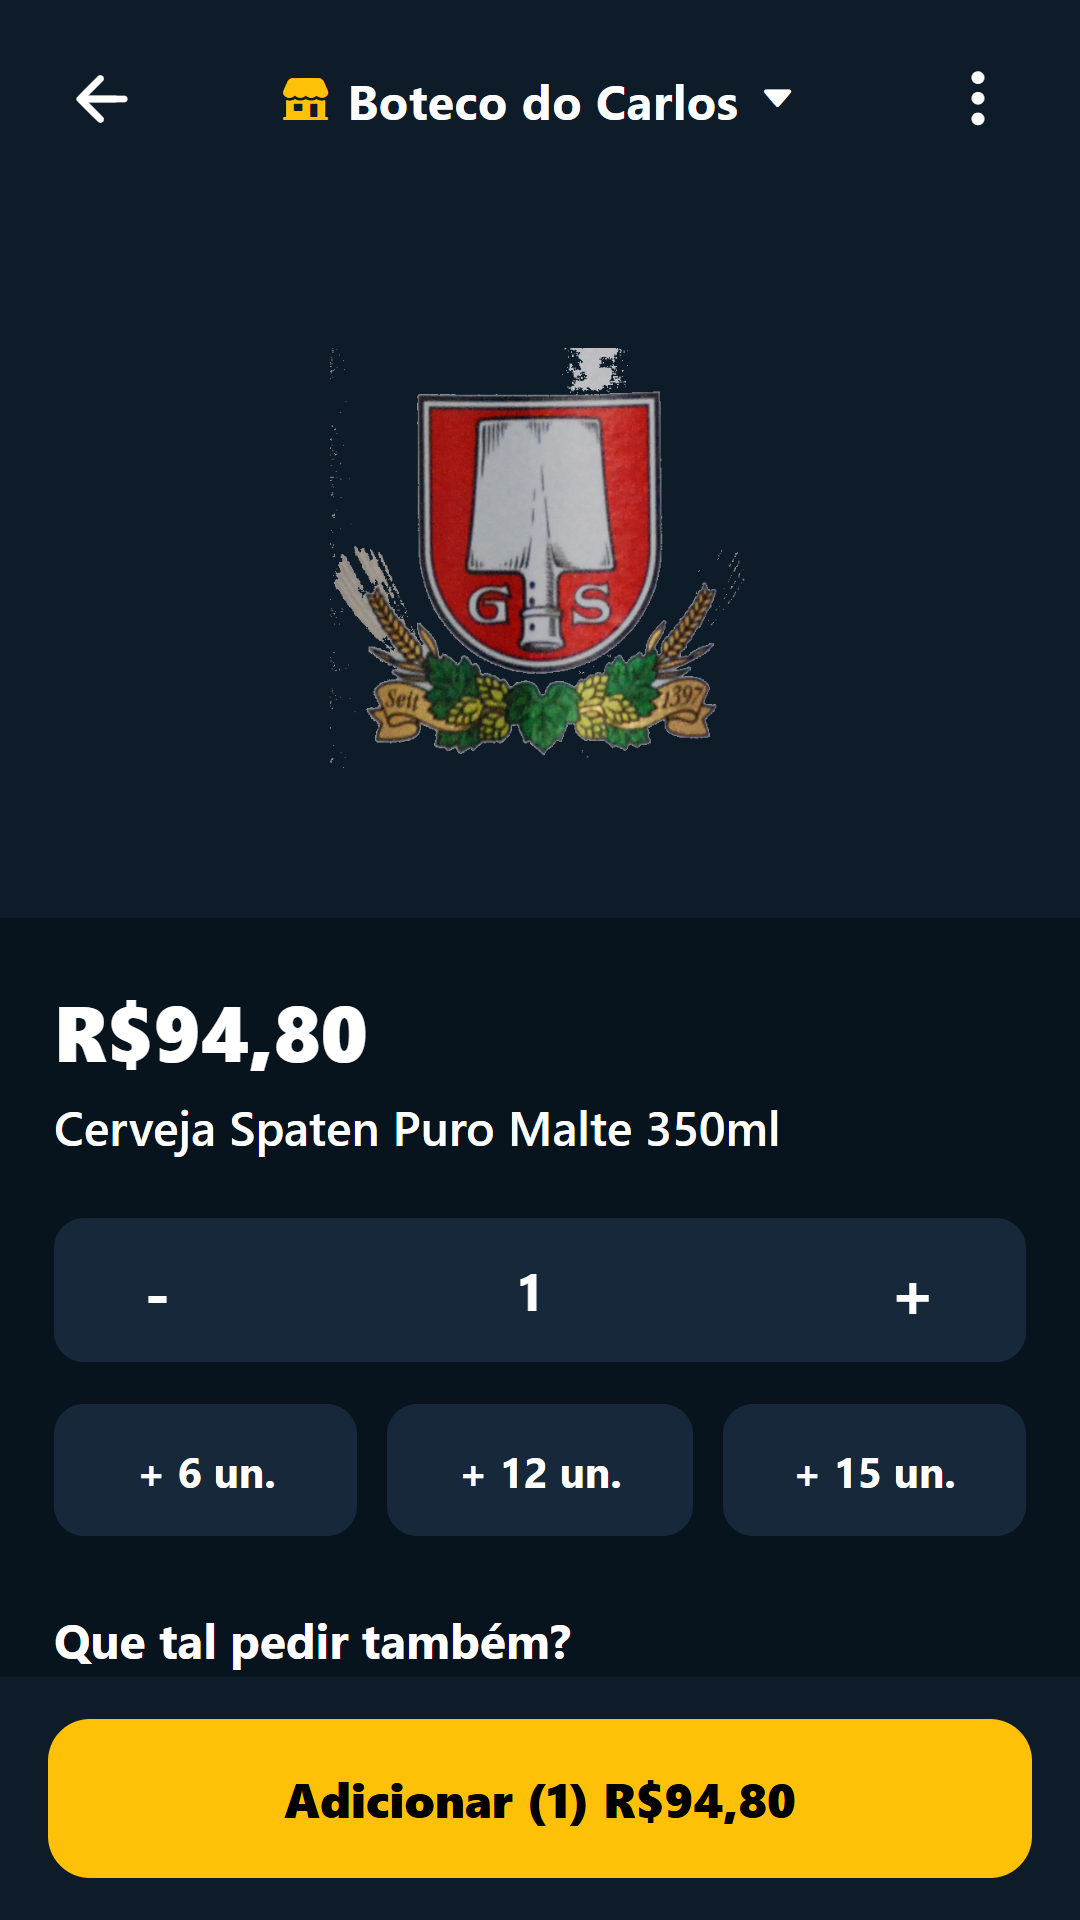 Boteco do Carlos
G S
Seit 1397
R$94,80
Cerveja Spaten Puro Malte 350ml
- 1 +
+ 6 un. + 12 un. + 15 un.
Que tal pedir também?
Adicionar (1) R$94,80